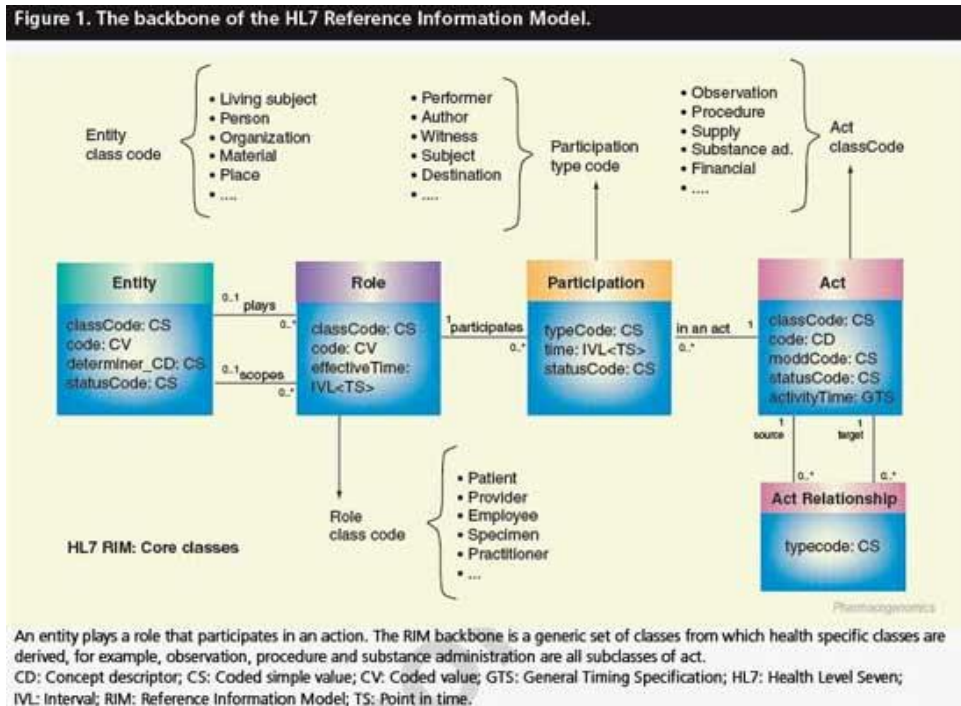 Figure 1. The backbone of the HL7 Reference Information Model.
Entity
class code
• Living subject
• Person
• Organization
• Material
• Place
• ....
• Performer
• Author
• Witness
• Subject
• Destination
• ....
Participation
type code
• Observation
• Procedure
• Supply
• Substance ad.
• Financial
• ....
Act
classCode
Entity
classCode: CS
code: CV
determiner_CD: CS
statusCode: CS
0..1 plays
0..*
0..1 scopes
0..*
Role
classCode: CS
code: CV
effectiveTime:
IVL<TS>
1 participates
0..*
Participation
typeCode: CS
time: IVL<TS>
statusCode: CS
in an act 1
0..*
Act
classCode: CS
code: CD
moddCode: CS
statusCode: CS
activityTime: GTS
1 1
source target
0..* 0..*
Act Relationship
typecode: CS
Role
class code
• Patient
• Provider
• Employee
• Specimen
• Practitioner
• ...
HL7 RIM: Core classes
Pharmacogenomics
An entity plays a role that participates in an action. The RIM backbone is a generic set of classes from which health specific classes are
derived, for example, observation, procedure and substance administration are all subclasses of act.
CD: Concept descriptor; CS: Coded simple value; CV: Coded value; GTS: General Timing Specification; HL7: Health Level Seven;
IVL: Interval; RIM: Reference Information Model; TS: Point in time.